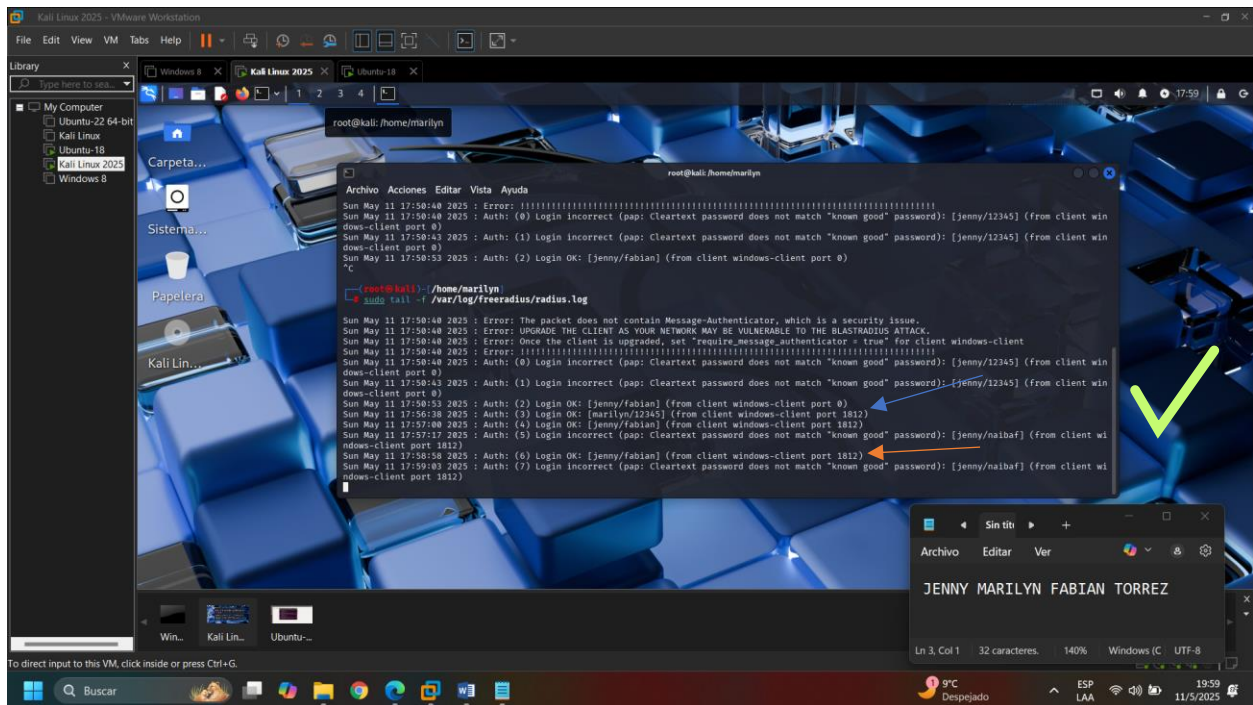 Kali Linux 2025 - VMware Workstation
File Edit View VM Tabs Help
Library X
Type here to sea...
Windows 8 X Kali Linux 2025 X Ubuntu-18 X
1 2 3 4 17:59
My Computer
Ubuntu-22 64-bit
Kali Linux
Ubuntu-18
Kali Linux 2025
Windows 8
root@kali: /home/marilyn
Carpeta...
Sistema...
Papelera
Kali Lin...
root@kali: /home/marilyn
Archivo Acciones Editar Vista Ayuda
Sun May 11 17:50:40 2025 : Error: !!!!!!!!!!!!!!!!!!!!!!!!!!!!!!!!!!!!!!!!!!!!!!!!!!!!!!!!!!!!!!!!!!!!!!!!!!!!!!!!
Sun May 11 17:50:40 2025 : Auth: (0) Login incorrect (pap: Cleartext password does not match "known good" password): [jenny/12345] (from client win
dows-client port 0)
Sun May 11 17:50:43 2025 : Auth: (1) Login incorrect (pap: Cleartext password does not match "known good" password): [jenny/12345] (from client win
dows-client port 0)
Sun May 11 17:50:53 2025 : Auth: (2) Login OK: [jenny/fabian] (from client windows-client port 0)
^C
(root@kali)-[/home/marilyn]
# sudo tail -f /var/log/freeradius/radius.log
Sun May 11 17:50:40 2025 : Error: The packet does not contain Message-Authenticator, which is a security issue.
Sun May 11 17:50:40 2025 : Error: UPGRADE THE CLIENT AS YOUR NETWORK MAY BE VULNERABLE TO THE BLASTRADIUS ATTACK.
Sun May 11 17:50:40 2025 : Error: Once the client is upgraded, set "require_message_authenticator = true" for client windows-client
Sun May 11 17:50:40 2025 : Error: !!!!!!!!!!!!!!!!!!!!!!!!!!!!!!!!!!!!!!!!!!!!!!!!!!!!!!!!!!!!!!!!!!!!!!!!!!!!!!!!
Sun May 11 17:50:40 2025 : Auth: (0) Login incorrect (pap: Cleartext password does not match "known good" password): [jenny/12345] (from client win
dows-client port 0)
Sun May 11 17:50:43 2025 : Auth: (1) Login incorrect (pap: Cleartext password does not match "known good" password): [jenny/12345] (from client win
dows-client port 0)
Sun May 11 17:50:53 2025 : Auth: (2) Login OK: [jenny/fabian] (from client windows-client port 0)
Sun May 11 17:56:38 2025 : Auth: (3) Login OK: [marilyn/12345] (from client windows-client port 1812)
Sun May 11 17:57:00 2025 : Auth: (4) Login OK: [jenny/fabian] (from client windows-client port 1812)
Sun May 11 17:57:17 2025 : Auth: (5) Login incorrect (pap: Cleartext password does not match "known good" password): [jenny/naibaf] (from client wi
ndows-client port 1812)
Sun May 11 17:58:58 2025 : Auth: (6) Login OK: [jenny/fabian] (from client windows-client port 1812)
Sun May 11 17:59:03 2025 : Auth: (7) Login incorrect (pap: Cleartext password does not match "known good" password): [jenny/naibaf] (from client wi
ndows-client port 1812)
Sin tít
Archivo Editar Ver
JENNY MARILYN FABIAN TORREZ
Ln 3, Col 1 32 caracteres. 140% Windows (C UTF-8
Win... Kali Lin... Ubuntu-...
To direct input to this VM, click inside or press Ctrl+G.
Buscar
1 9°C
Despejado
ESP
LAA
19:59
11/5/2025